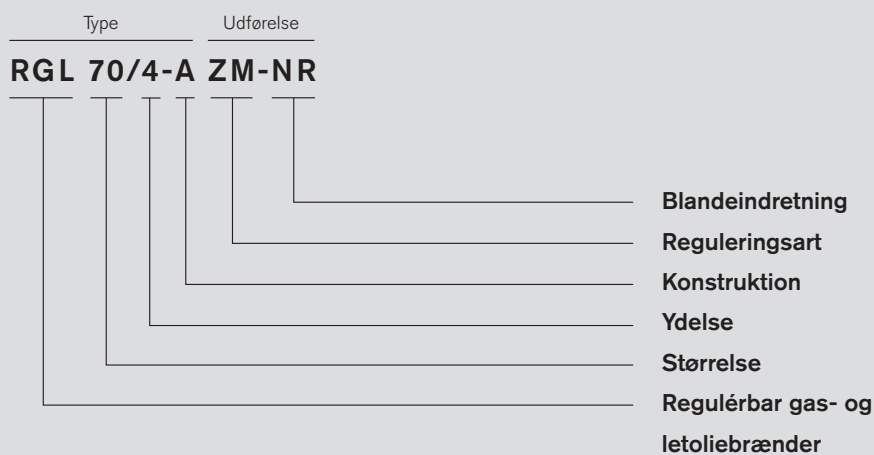 Type Udførelse
RGL 70/4-A ZM-NR
Blandeindretning
Reguleringsart
Konstruktion
Ydelse
Størrelse
Regulérbar gas- og
letoliebrænder